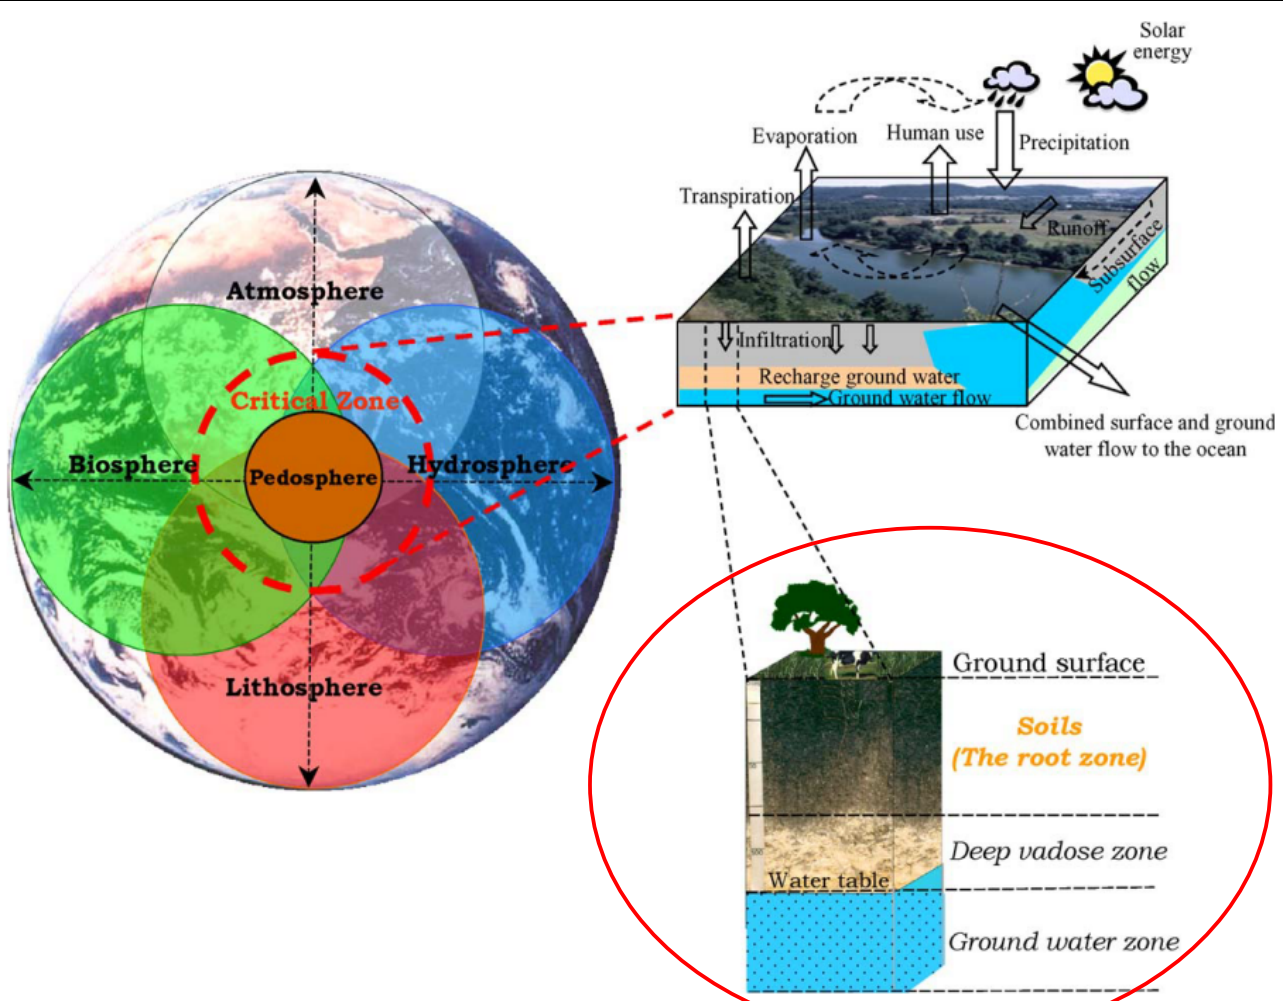 Atmosphere
Critical Zone
Biosphere
Pedosphere
Hydrosphere
Lithosphere
Solar
energy
Evaporation
Human use
Precipitation
Transpiration
Runoff
Subsurface
flow
Infiltration
Recharge ground water
Ground water flow
Combined surface and ground
water flow to the ocean
Ground surface
Soils
(The root zone)
Deep vadose zone
Water table
Ground water zone